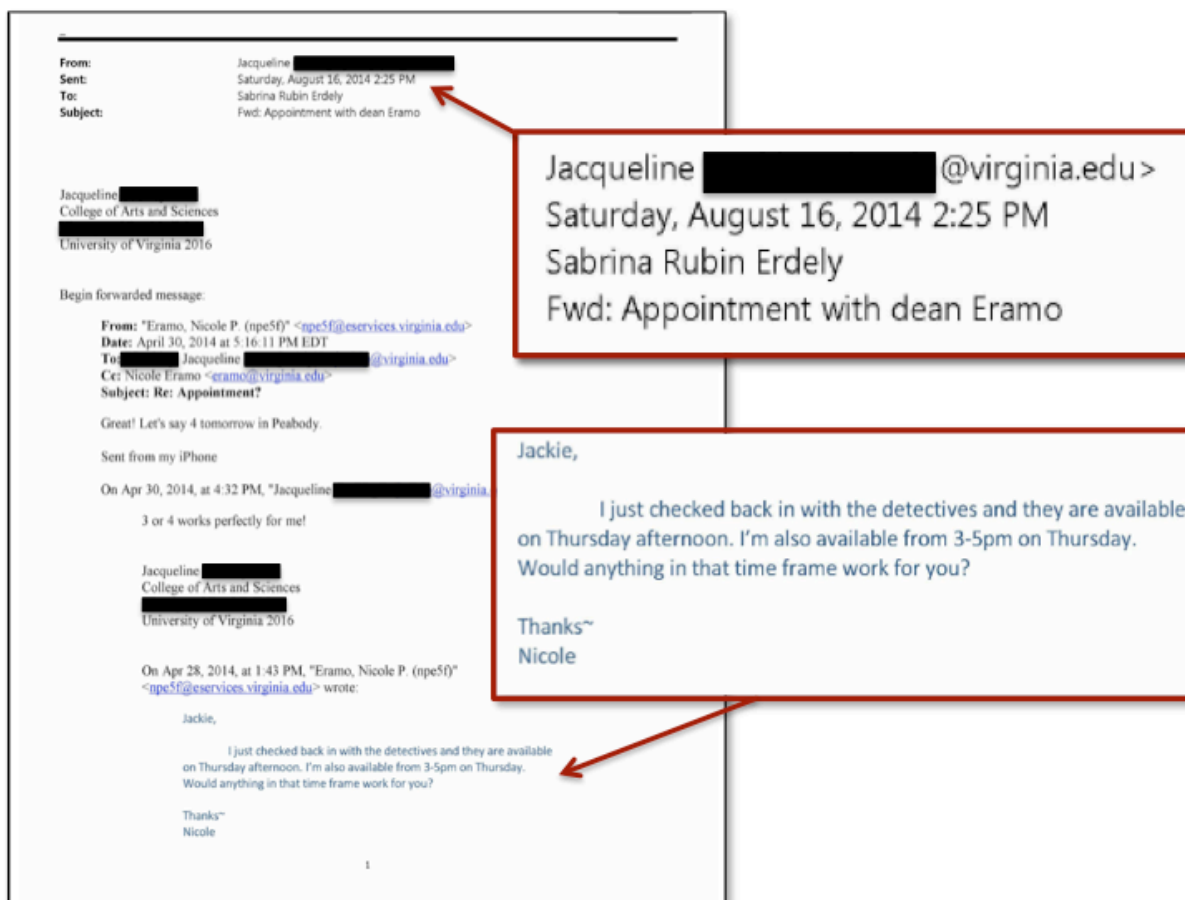 From: Jacqueline
Sent: Saturday, August 16, 2014 2:25 PM
To: Sabrina Rubin Erdely
Subject: Fwd: Appointment with dean Eramo
Jacqueline
College of Arts and Sciences
University of Virginia 2016
Begin forwarded message:
From: "Eramo, Nicole P. (npe5f)" <npe5f@eservices.virginia.edu>
Date: April 30, 2014 at 5:16:11 PM EDT
To: Jacqueline @virginia.edu>
Cc: Nicole Eramo <eramo@virginia.edu>
Subject: Re: Appointment?
Great! Let's say 4 tomorrow in Peabody.
Sent from my iPhone
On Apr 30, 2014, at 4:32 PM, "Jacqueline @virginia.
3 or 4 works perfectly for me!
Jacqueline
College of Arts and Sciences
University of Virginia 2016
On Apr 28, 2014, at 1:43 PM, "Eramo, Nicole P. (npe5f)"
<npe5f@eservices.virginia.edu> wrote:
Jackie,
I just checked back in with the detectives and they are available
on Thursday afternoon. I'm also available from 3-5pm on Thursday.
Would anything in that time frame work for you?
Thanks~
Nicole
1
Jacqueline @virginia.edu>
Saturday, August 16, 2014 2:25 PM
Sabrina Rubin Erdely
Fwd: Appointment with dean Eramo
Jackie,
I just checked back in with the detectives and they are available
on Thursday afternoon. I'm also available from 3-5pm on Thursday.
Would anything in that time frame work for you?
Thanks~
Nicole